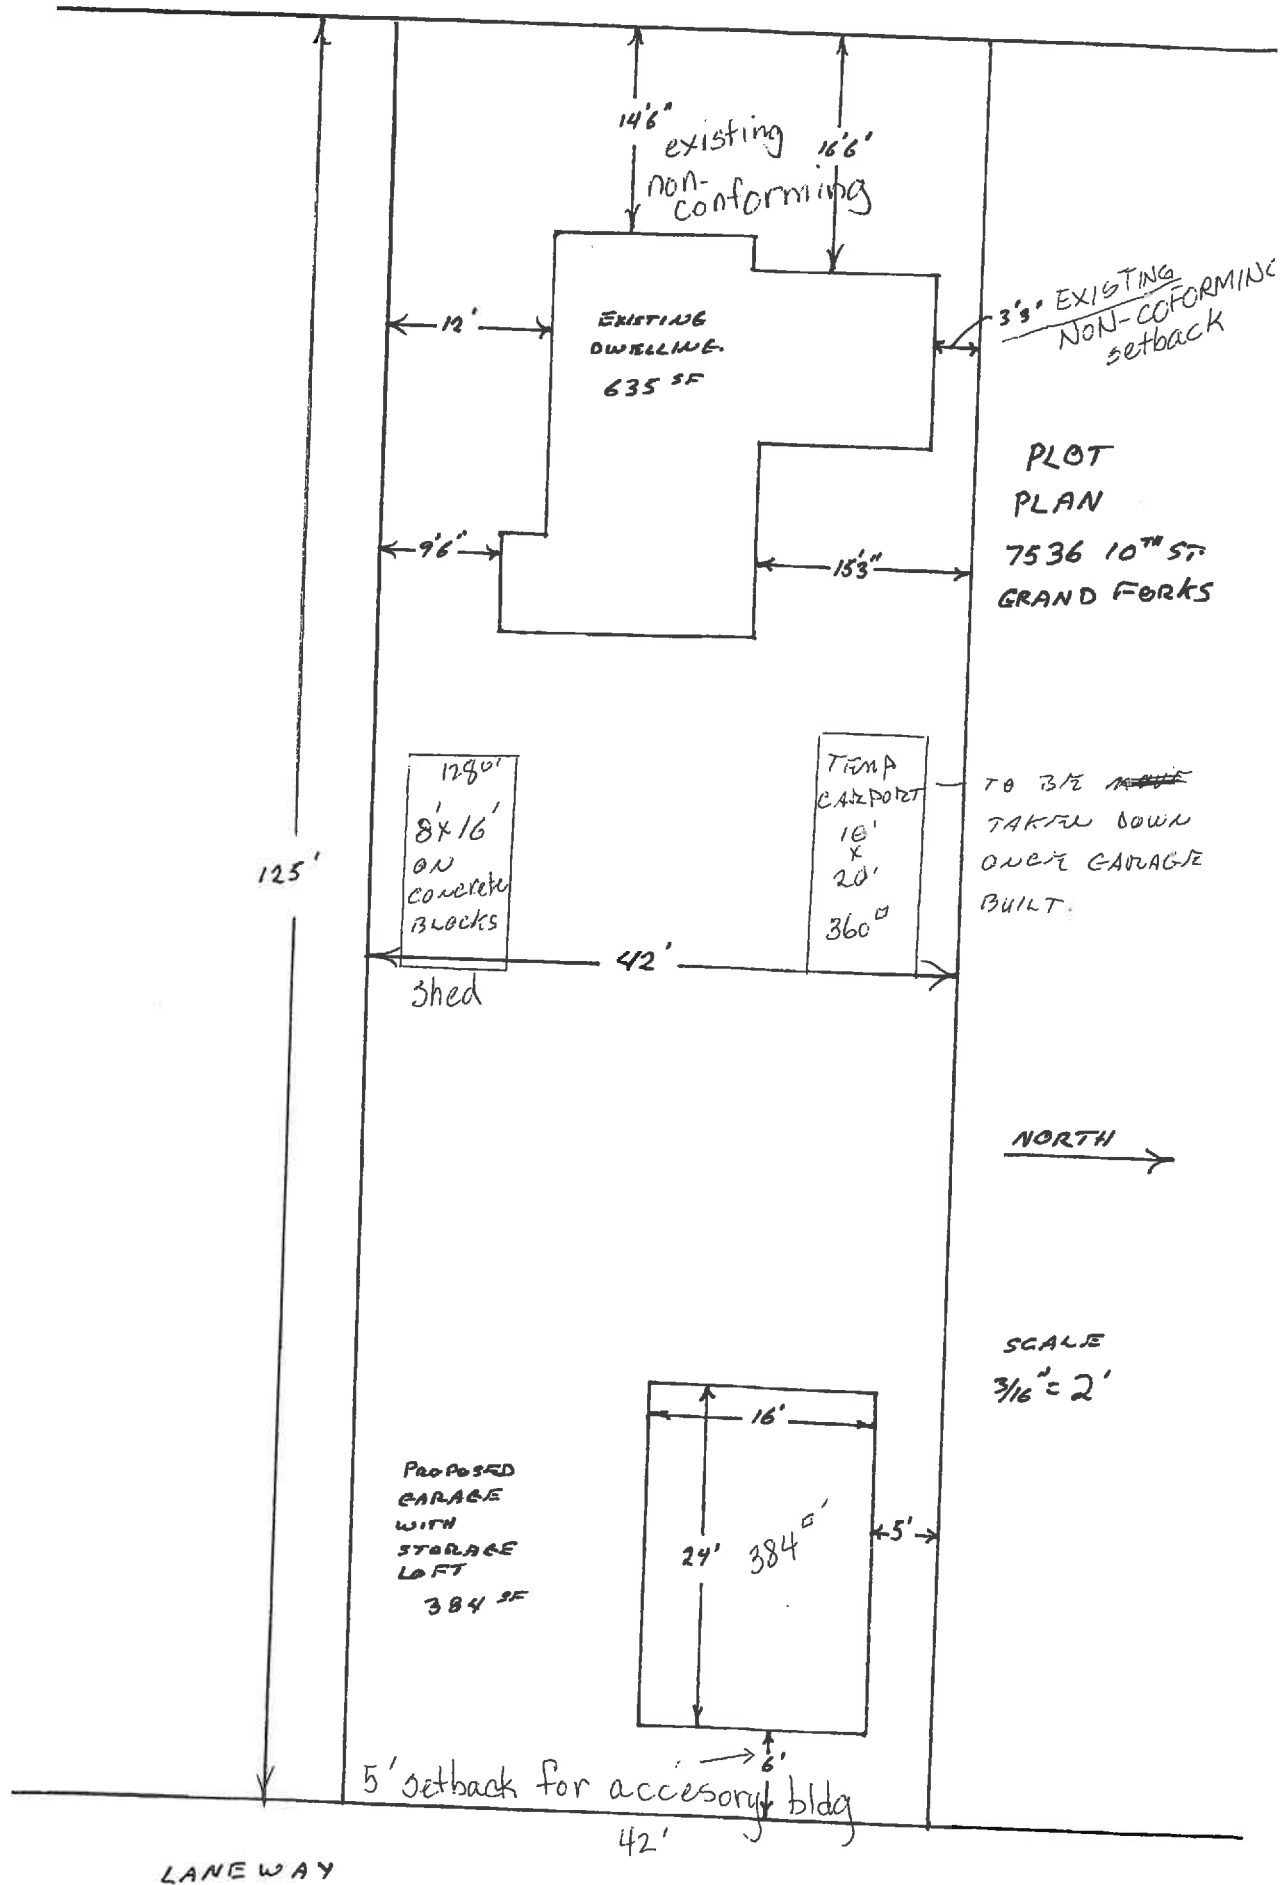 14'6"
existing
non-
conforming
16'6"
12'
EXISTING
DWELLING.
635 SF
3'3" EXISTING
NON-COFORMING
setback
9'6"
15'3"
PLOT
PLAN
7536 10TH ST.
GRAND FORKS
128□'
8'x16'
ON
CONCRETE
BLOCKS
Shed
TEMP
CARPORT
x
20'
360□
TO BE
TAKEN DOWN
ONCE GARAGE
BUILT.
125'
42'
NORTH
SCALE
3/16" = 2'
16'
24'
384□'
5'
PROPOSED
GARAGE
WITH
STORAGE
LOFT
384 SF
6'
5' setback for accesory bldg
42'
LANEWAY